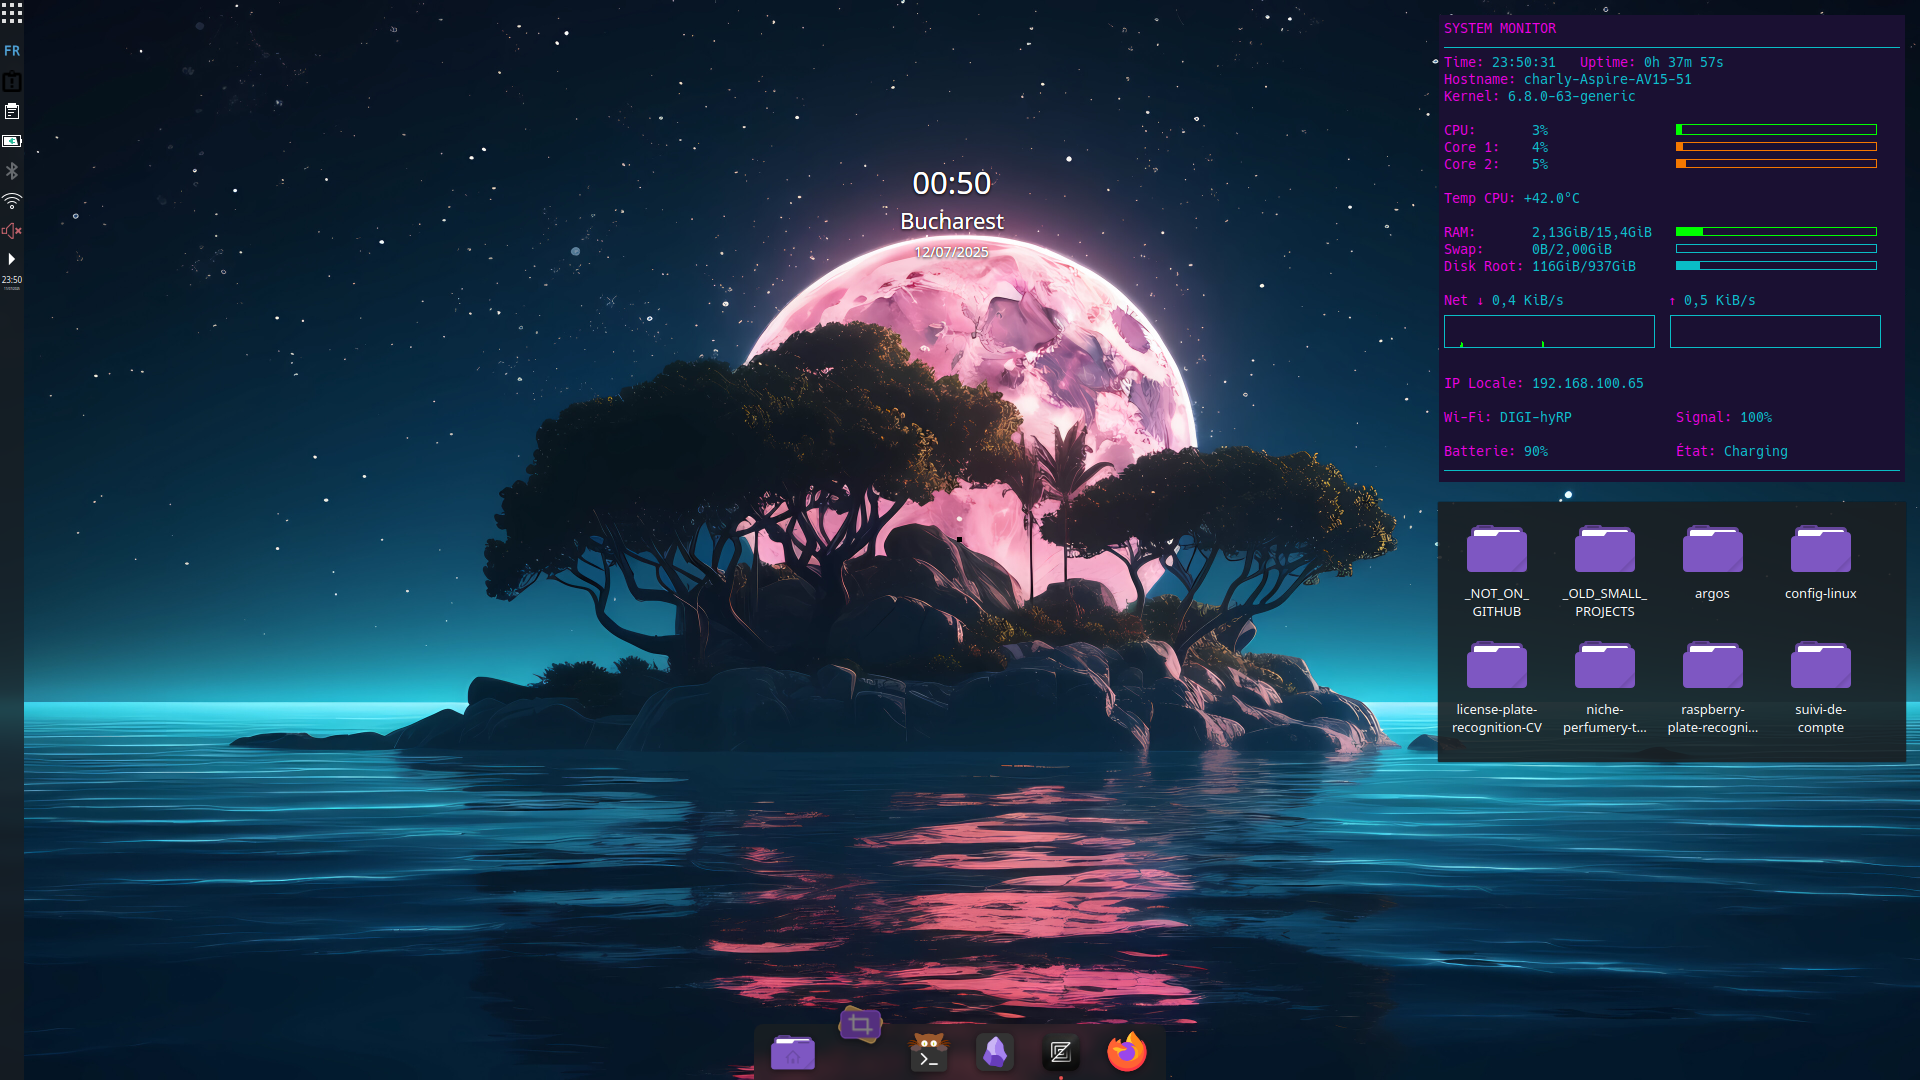 FR
23:50
00:50
Bucharest
12/07/2025
SYSTEM MONITOR
Time: 23:50:31 Uptime: 0h 37m 57s
Hostname: charly-Aspire-AV15-51
Kernel: 6.8.0-63-generic
CPU: 3%
Core 1: 4%
Core 2: 5%
Temp CPU: +42.0°C
RAM: 2,13GiB/15,4GiB
Swap: 0B/2,00GiB
Disk Root: 116GiB/937GiB
Net ↓ 0,4 KiB/s ↑ 0,5 KiB/s
IP Locale: 192.168.100.65
Wi-Fi: DIGI-hyRP Signal: 100%
Batterie: 90% État: Charging
_NOT_ON_
GITHUB
_OLD_SMALL_
PROJECTS
argos
config-linux
license-plate-
recognition-CV
niche-
perfumery-t...
raspberry-
plate-recogni...
suivi-de-
compte